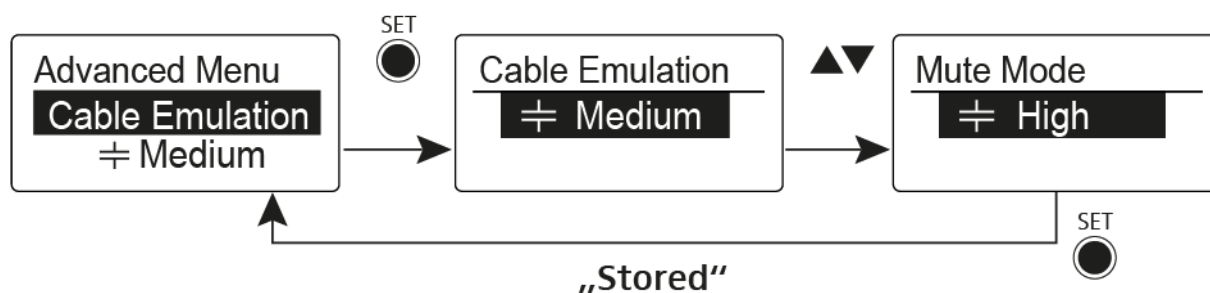 SET
Advanced Menu
Cable Emulation
Medium
Cable Emulation
Medium
Mute Mode
High
SET
„Stored“